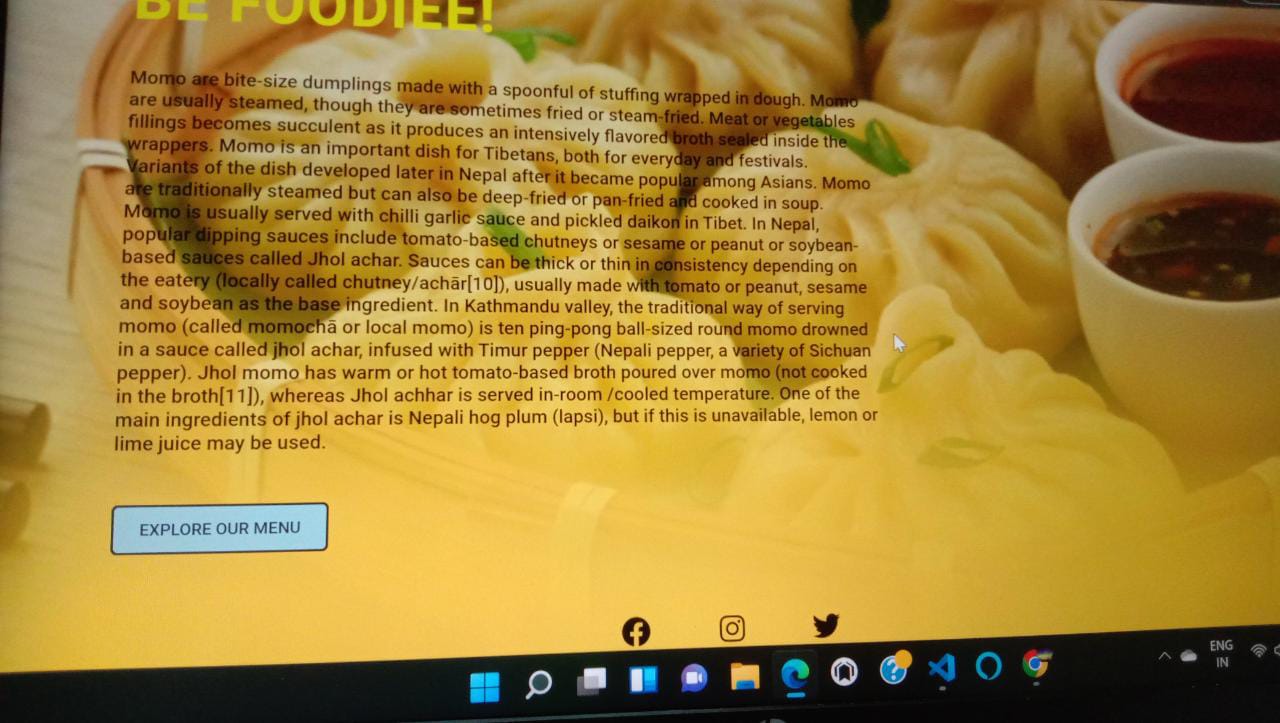 BE FOODIEE!
Momo are bite-size dumplings made with a spoonful of stuffing wrapped in dough. Momo
are usually steamed, though they are sometimes fried or steam-fried. Meat or vegetables
fillings becomes succulent as it produces an intensively flavored broth sealed inside the
wrappers. Momo is an important dish for Tibetans, both for everyday and festivals.
Variants of the dish developed later in Nepal after it became popular among Asians. Momo
are traditionally steamed but can also be deep-fried or pan-fried and cooked in soup.
Momo is usually served with chilli garlic sauce and pickled daikon in Tibet. In Nepal,
popular dipping sauces include tomato-based chutneys or sesame or peanut or soybean-
based sauces called Jhol achar. Sauces can be thick or thin in consistency depending on
the eatery (locally called chutney/achār[10]), usually made with tomato or peanut, sesame
and soybean as the base ingredient. In Kathmandu valley, the traditional way of serving
momo (called momochā or local momo) is ten ping-pong ball-sized round momo drowned
in a sauce called jhol achar, infused with Timur pepper (Nepali pepper, a variety of Sichuan
pepper). Jhol momo has warm or hot tomato-based broth poured over momo (not cooked
in the broth[11]), whereas Jhol achhar is served in-room /cooled temperature. One of the
main ingredients of jhol achar is Nepali hog plum (lapsi), but if this is unavailable, lemon or
lime juice may be used.
EXPLORE OUR MENU
ENG
IN